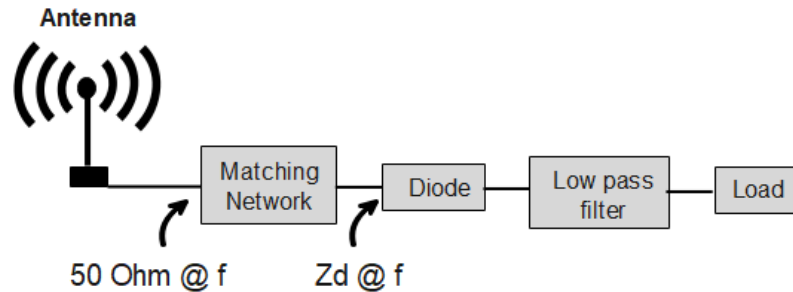 Antenna
Matching
Network
Diode
Low pass
filter
Load
50 Ohm @ f
Zd @ f